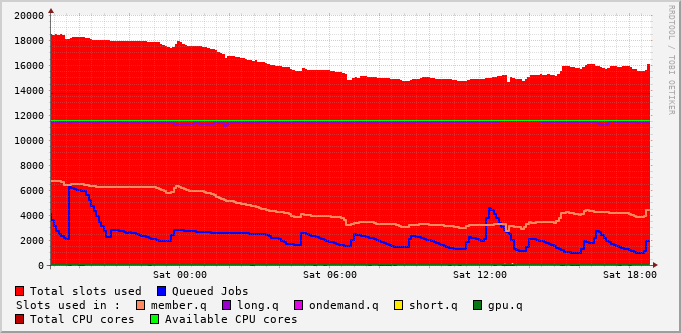 20000
18000
16000
14000
12000
10000
8000
6000
4000
2000
0
Sat 00:00 Sat 06:00 Sat 12:00 Sat 18:00
RRDTOOL / TOBI OETIKER
Total slots used Queued Jobs
Slots used in : member.q long.q ondemand.q short.q gpu.q
Total CPU cores Available CPU cores